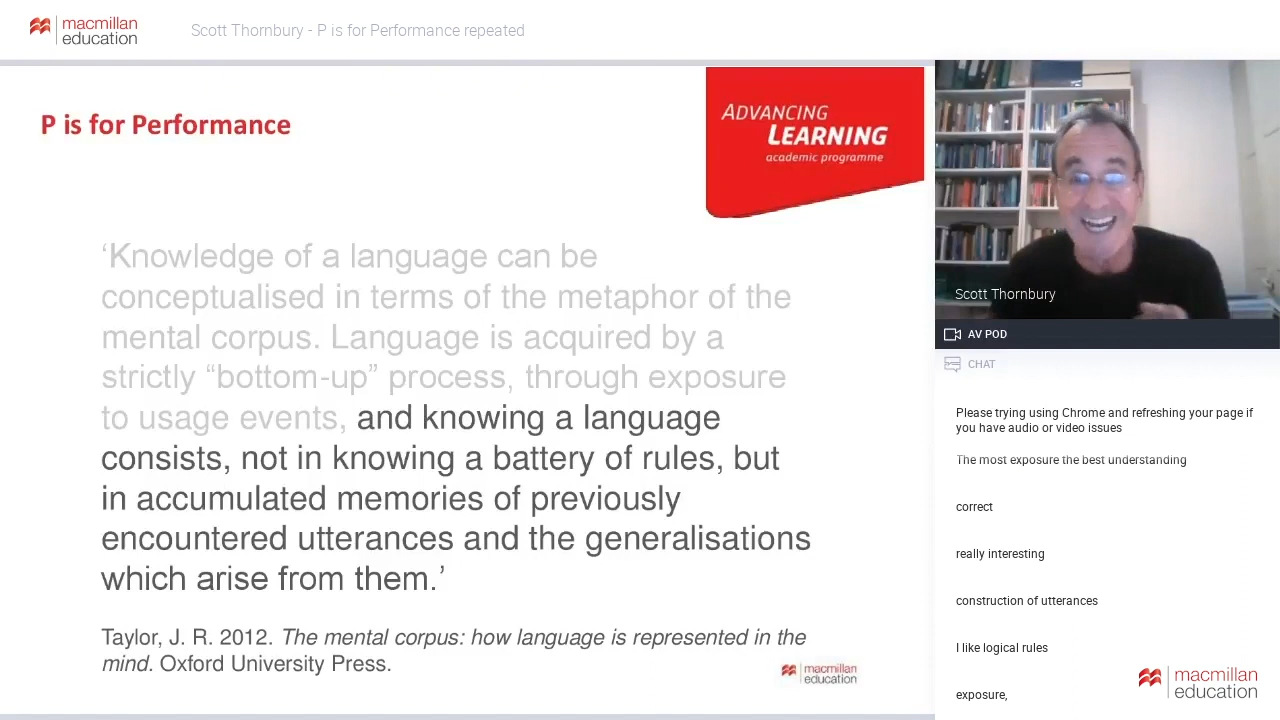 macmillan
education
Scott Thornbury - P is for Performance repeated
P is for Performance
ADVANCING
LEARNING
academic programme
‘Knowledge of a language can be
conceptualised in terms of the metaphor of the
mental corpus. Language is acquired by a
strictly “bottom-up” process, through exposure
to usage events, and knowing a language
consists, not in knowing a battery of rules, but
in accumulated memories of previously
encountered utterances and the generalisations
which arise from them.’
Taylor, J. R. 2012. The mental corpus: how language is represented in the
mind. Oxford University Press.
macmillan
education
Scott Thornbury
AV POD
CHAT
Please trying using Chrome and refreshing your page if
you have audio or video issues
The most exposure the best understanding
correct
really interesting
construction of utterances
I like logical rules
exposure,
macmillan
education